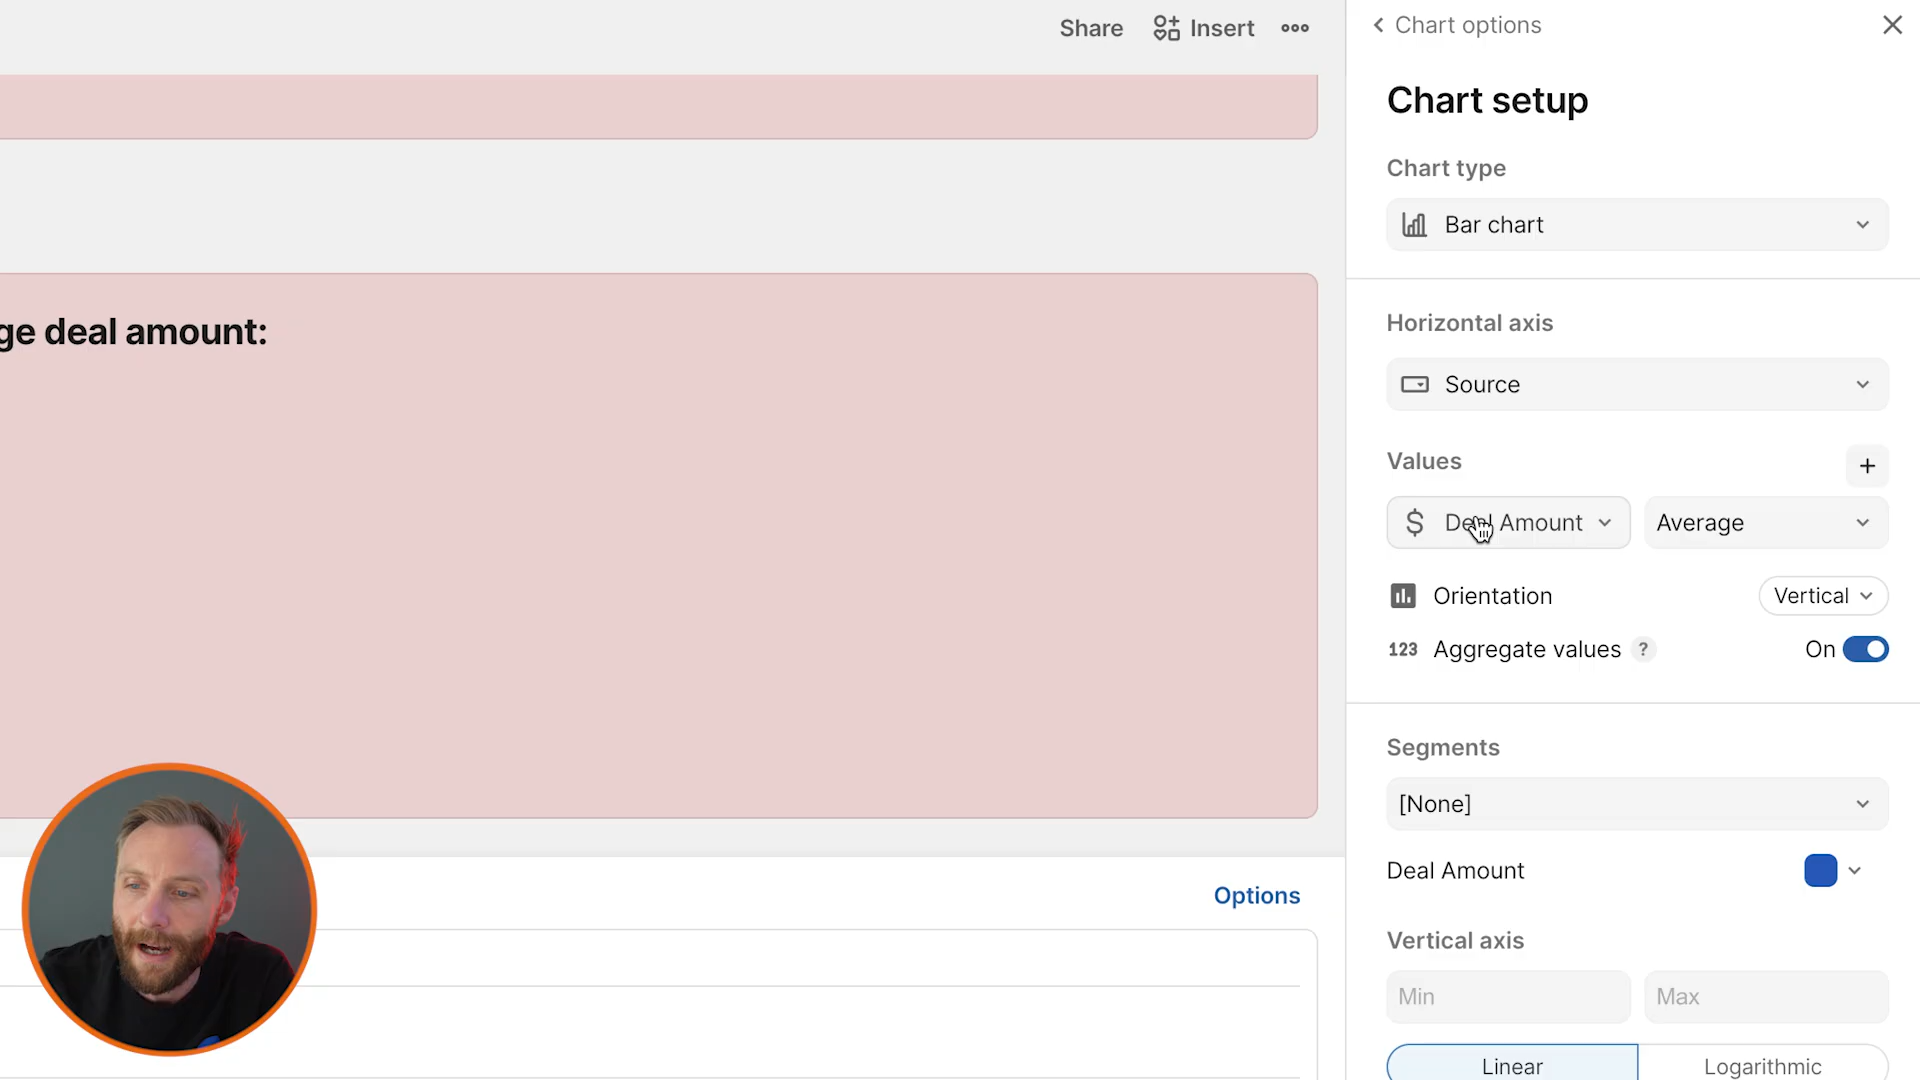 Share
Insert
Chart options
Chart setup
Chart type
Bar chart
Horizontal axis
Source
ge deal amount:
Values
$ Deal Amount
Average
Orientation
Vertical
123 Aggregate values ?
On
Segments
[None]
Deal Amount
Options
Vertical axis
Min
Max
Linear
Logarithmic